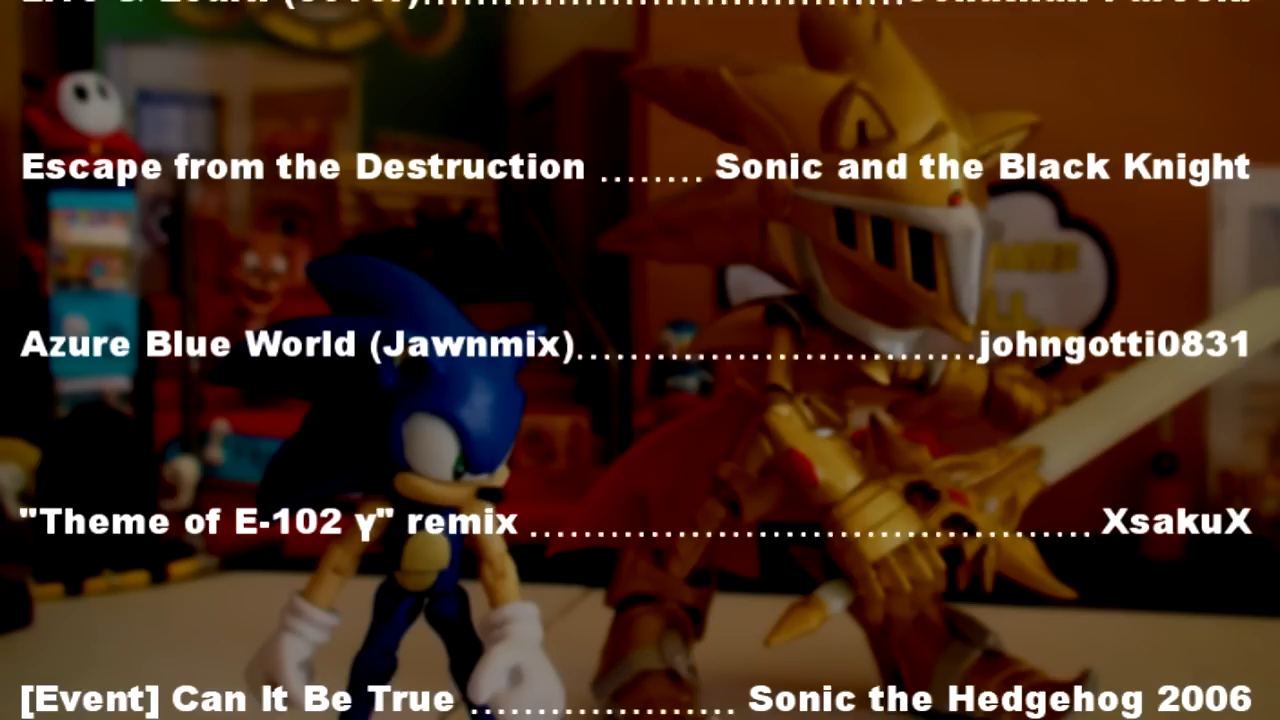 Escape from the Destruction ........ Sonic and the Black Knight
Azure Blue World (Jawnmix)..............................johngotti0831
"Theme of E-102 γ" remix ........................................ XsakuX
[Event] Can It Be True .................... Sonic the Hedgehog 2006